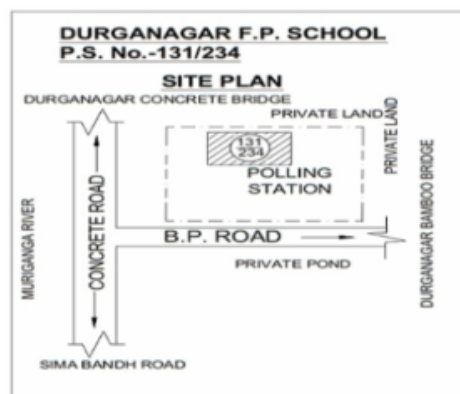 DURGANAGAR F.P. SCHOOL
P.S. No.-131/234
SITE PLAN
DURGANAGAR CONCRETE BRIDGE
PRIVATE LAND
PRIVATE LAND
131
234
POLLING
STATION
MURIGANGA RIVER
CONCRETE ROAD
B.P. ROAD
DURGANAGAR BAMBOO BRIDGE
PRIVATE POND
SIMA BANDH ROAD